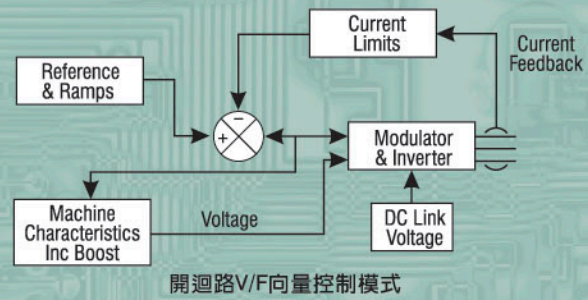 Current
Limits
Current
Feedback
Reference
& Ramps
−
+
Modulator
& Inverter
Machine
Characteristics
Inc Boost
Voltage
DC Link
Voltage
開迴路V/F向量控制模式